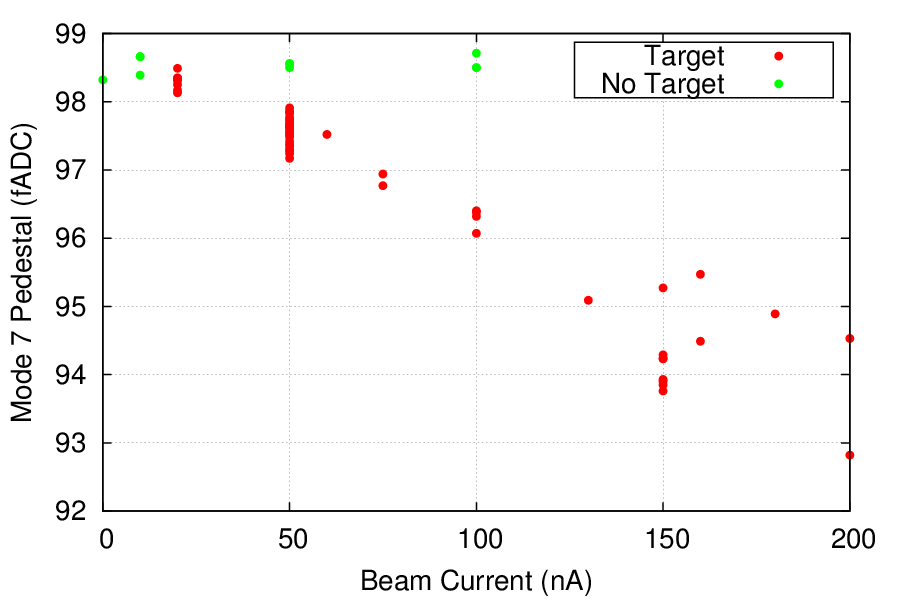 99
98
97
96
95
94
93
92
Mode 7 Pedestal (fADC)
Target
No Target
0 50 100 150 200
Beam Current (nA)